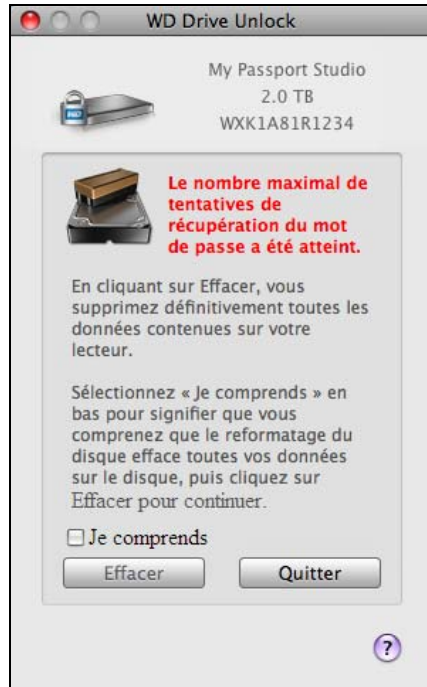 WD Drive Unlock
My Passport Studio
2.0 TB
WXK1A81R1234
WD
Le nombre maximal de
tentatives de
récupération du mot
de passe a été atteint.
En cliquant sur Effacer, vous
supprimez définitivement toutes les
données contenues sur votre
lecteur.
Sélectionnez « Je comprends » en
bas pour signifier que vous
comprenez que le reformatage du
disque efface toutes vos données
sur le disque, puis cliquez sur
Effacer pour continuer.
Je comprends
Effacer
Quitter
?